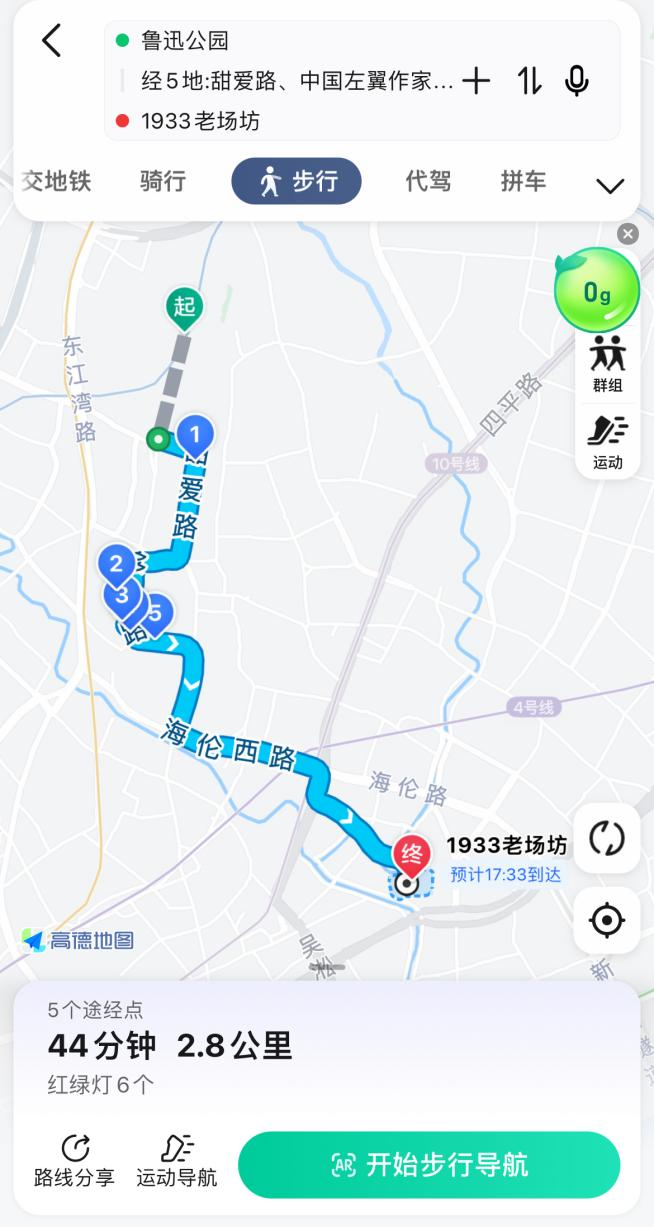 鲁迅公园
经5地:甜爱路、中国左翼作家...
1933老场坊
交地铁
骑行
步行
代驾
拼车
0g
群组
运动
起
东江湾路
四平路
10号线
1
爱路
2
3
5
路
4号线
海伦西路
海伦路
终
1933老场坊
预计17:33到达
高德地图
吴淞
新
5个途经点
44分钟 2.8公里
红绿灯6个
路线分享
运动导航
AR
开始步行导航